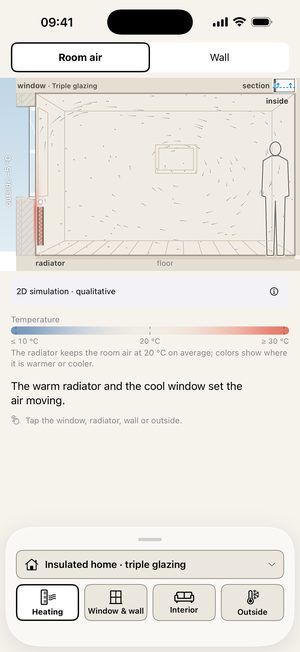 09:41
Room air
Wall
window · Triple glazing
section
inside
outside −5 °C
radiator
floor
2D simulation · qualitative
Temperature
≤ 10 °C
20 °C
≥ 30 °C
The radiator keeps the room air at 20 °C on average; colors show where
it is warmer or cooler.
The warm radiator and the cool window set the
air moving.
Tap the window, radiator, wall or outside.
Insulated home · triple glazing
Heating
Window & wall
Interior
Outside